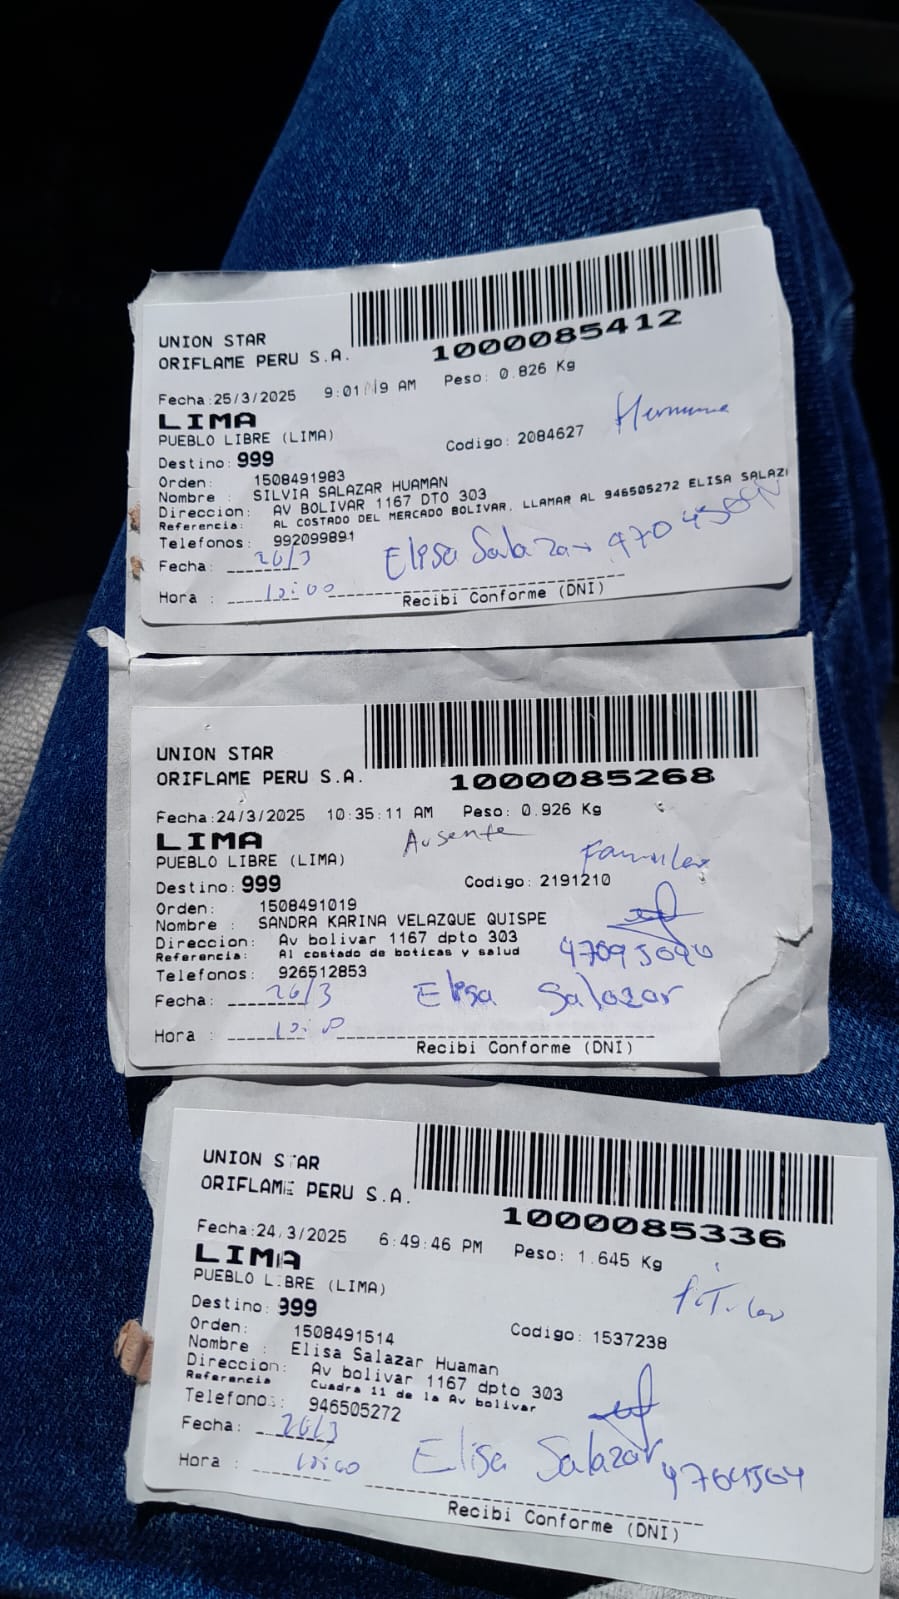 UNION STAR
ORIFLAME PERU S.A.
1000085412
Fecha:25/3/2025 9:01:19 AM Peso: 0.826 Kg
LIMA
PUEBLO LIBRE (LIMA)
Codigo: 2084627
Destino: 999
Orden: 1508491983
Nombre : SILVIA SALAZAR HUAMAN
Direccion: AV BOLIVAR 1167 DTO 303
Referencia: AL COSTADO DEL MERCADO BOLIVAR, LLAMAR AL 946505272 ELISA SALAZ
Telefonos: 992099891
Elisa Salazar
Fecha: 26/3
Hora : 12:00
Recibi Conforme (DNI)
UNION STAR
ORIFLAME PERU S.A.
1000085268
Fecha:24/3/2025 10:35:11 AM Peso: 0.926 Kg
LIMA
Ausente
PUEBLO LIBRE (LIMA)
Familiar
Destino: 999 Codigo: 2191210
Orden: 1508491019
Nombre : SANDRA KARINA VELAZQUE QUISPE
Direccion: Av bolivar 1167 dpto 303
Referencia: Al costado de boticas y salud
Telefonos: 926512853
Fecha: 26/3
Elisa Salazar
Hora :
Recibi Conforme (DNI)
UNION STAR
ORIFLAME PERU S.A.
1000085336
Fecha:24/3/2025 6:49:46 PM Peso: 1.645 Kg
LIMA
PUEBLO LIBRE (LIMA)
Destino: 999
Orden: 1508491514 Codigo: 1537238
Nombre : Elisa Salazar Huaman
Direccion: Av bolivar 1167 dpto 303
Referencia Cuadra 11 de la Av bolivar
Telefonos: 946505272
Fecha: 26/3
Elisa Salazar
Hora :
Recibi Conforme (DNI)